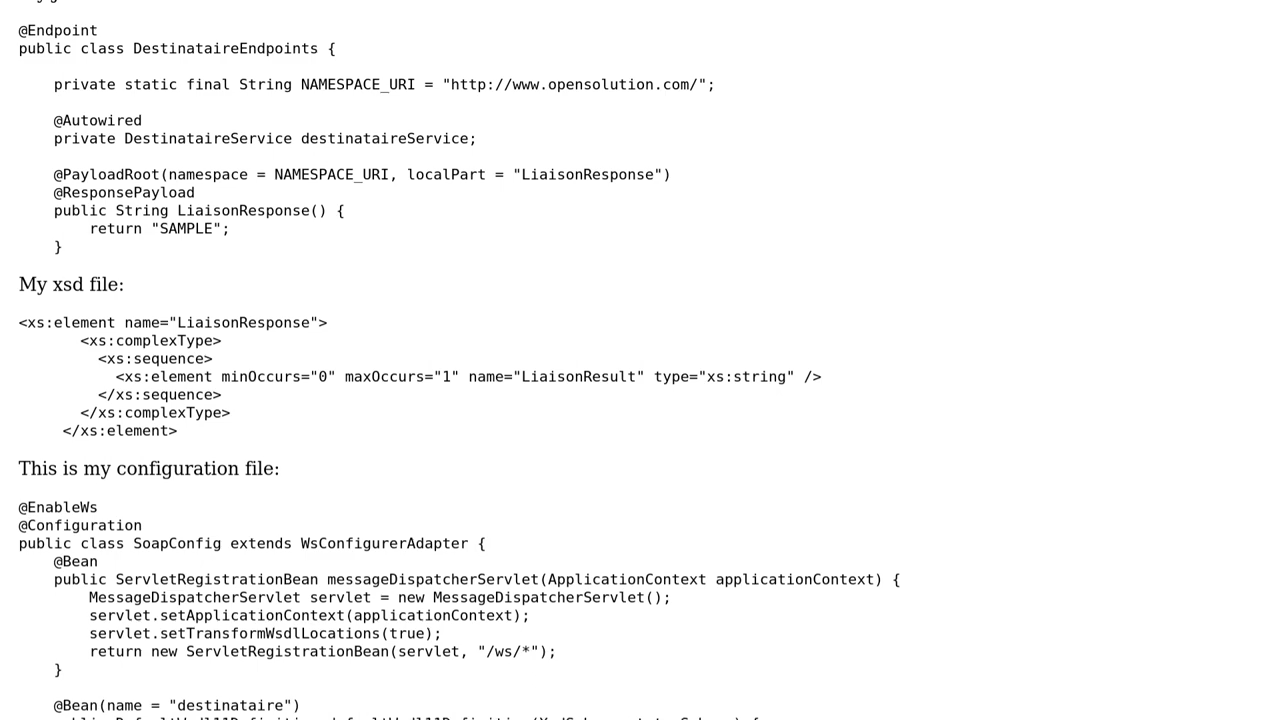 @Endpoint
public class DestinataireEndpoints {
private static final String NAMESPACE_URI = "http://www.opensolution.com/";
@Autowired
private DestinataireService destinataireService;
@PayloadRoot(namespace = NAMESPACE_URI, localPart = "LiaisonResponse")
@ResponsePayload
public String LiaisonResponse() {
return "SAMPLE";
}
My xsd file:
<xs:element name="LiaisonResponse">
<xs:complexType>
<xs:sequence>
<xs:element minOccurs="0" maxOccurs="1" name="LiaisonResult" type="xs:string" />
</xs:sequence>
</xs:complexType>
</xs:element>
This is my configuration file:
@EnableWs
@Configuration
public class SoapConfig extends WsConfigurerAdapter {
@Bean
public ServletRegistrationBean messageDispatcherServlet(ApplicationContext applicationContext) {
MessageDispatcherServlet servlet = new MessageDispatcherServlet();
servlet.setApplicationContext(applicationContext);
servlet.setTransformWsdlLocations(true);
return new ServletRegistrationBean(servlet, "/ws/*");
}
@Bean(name = "destinataire")